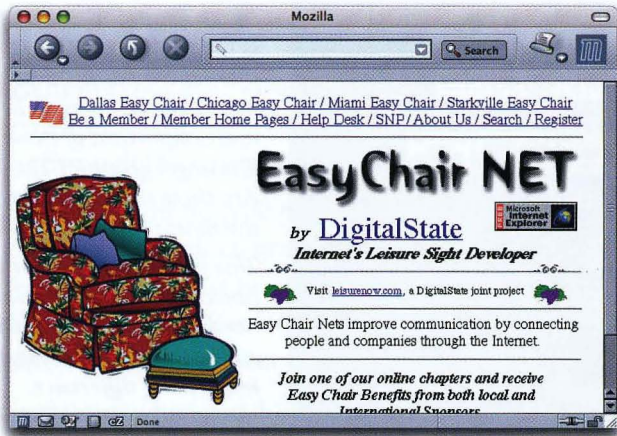 Mozilla
Search
Dallas Easy Chair / Chicago Easy Chair / Miami Easy Chair / Starkville Easy Chair
Be a Member / Member Home Pages / Help Desk / SNP / About Us / Search / Register
EasyChair NET
Microsoft
Internet
Explorer
by DigitalState
Internet's Leisure Sight Developer
Visit leisurenow.com, a DigitalState joint project
Easy Chair Nets improve communication by connecting
people and companies through the Internet.
Join one of our online chapters and receive
Easy Chair Benefits from both local and
International Sponsors
Done